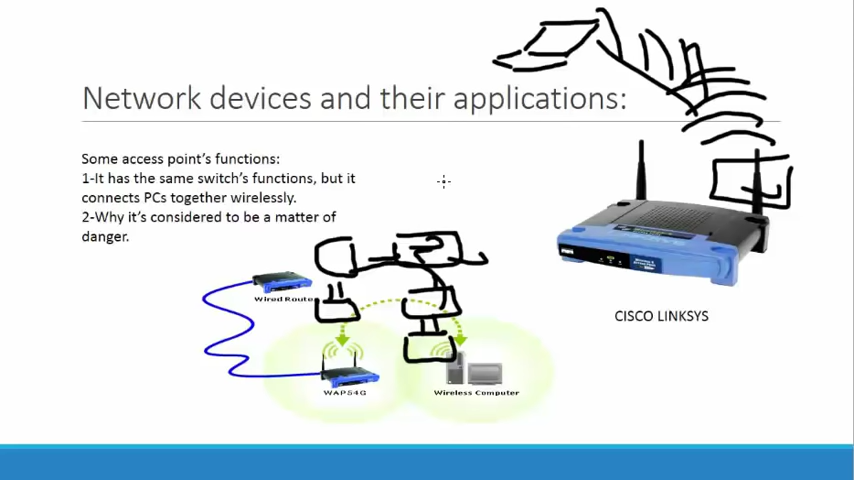 Network devices and their applications:
Some access point's functions:
1-It has the same switch's functions, but it
connects PCs together wirelessly.
2-Why it's considered to be a matter of
danger.
Wired Route
WAP54G
Wireless Computer
CISCO LINKSYS